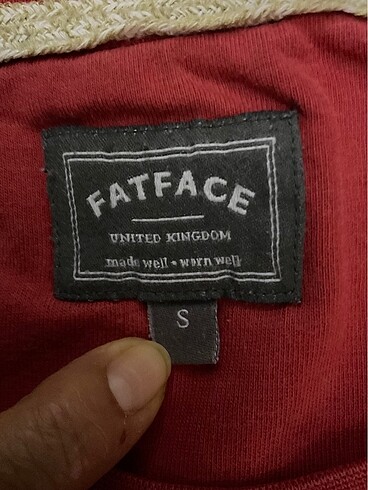 FATFACE
UNITED KINGDOM
made well • worn well
S